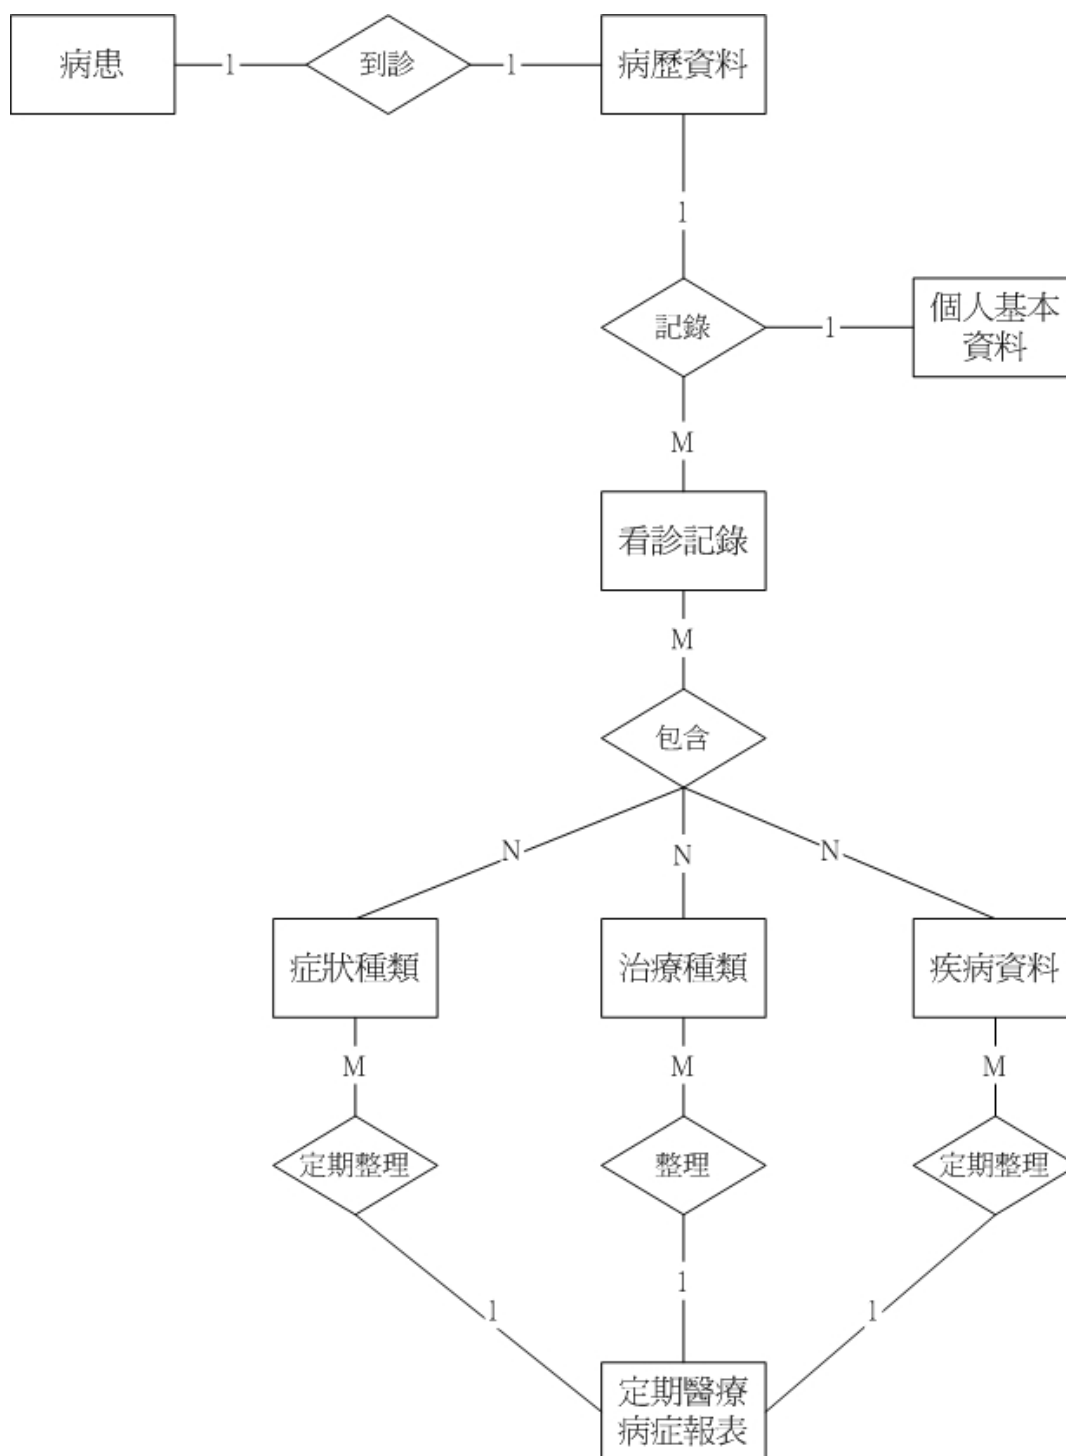 病患
1
到診
1
病歷資料
1
記錄
1
個人基本
資料
M
看診記錄
M
包含
N
N
N
症狀種類
治療種類
疾病資料
M
M
M
定期整理
整理
定期整理
1
1
1
定期醫療
病症報表